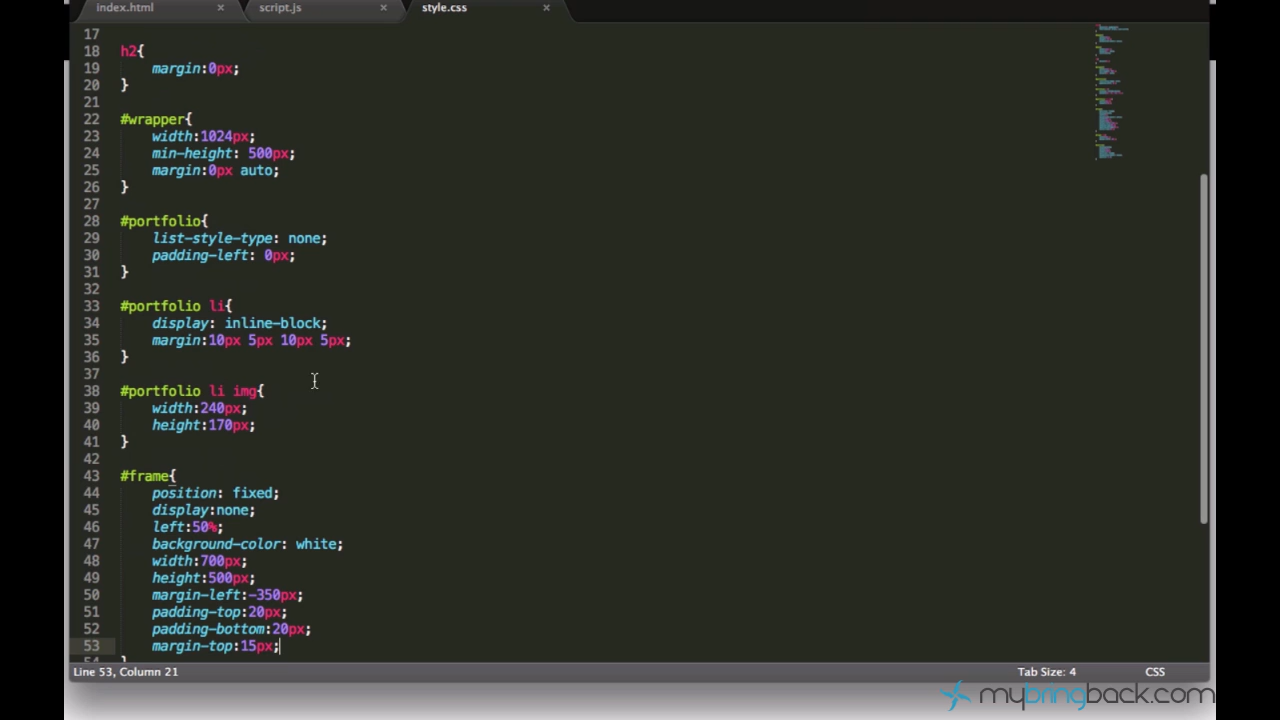 index.html × script.js × style.css ×
17
18 h2{
19 margin:0px;
20 }
21
22 #wrapper{
23 width:1024px;
24 min-height: 500px;
25 margin:0px auto;
26 }
27
28 #portfolio{
29 list-style-type: none;
30 padding-left: 0px;
31 }
32
33 #portfolio li{
34 display: inline-block;
35 margin:10px 5px 10px 5px;
36 }
37
38 #portfolio li img{
39 width:240px;
40 height:170px;
41 }
42
43 #frame{
44 position: fixed;
45 display:none;
46 left:50%;
47 background-color: white;
48 width:700px;
49 height:500px;
50 margin-left:-350px;
51 padding-top:20px;
52 padding-bottom:20px;
53 margin-top:15px;
54 }
Line 53, Column 21 Tab Size: 4 CSS
mybringback.com